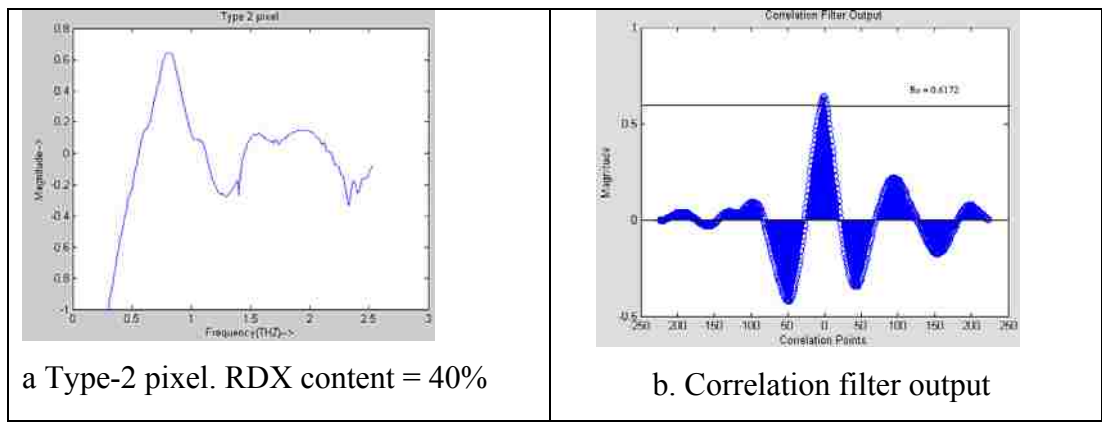 Type 2 pixel
0.8
0.6
0.4
0.2
0
-0.2
-0.4
0.6
0.8
-1
0 0.5 1 1.5 2 2.5 3
Magnitude-->
Frequency(THZ)-->
a Type-2 pixel. RDX content = 40%
Correlation Filter Output
1
0.5
0
-0.5
= 0.6172
250 200 150 100 50 0 50 100 150 200 250
Magnitude
Correlation Points
b. Correlation filter output